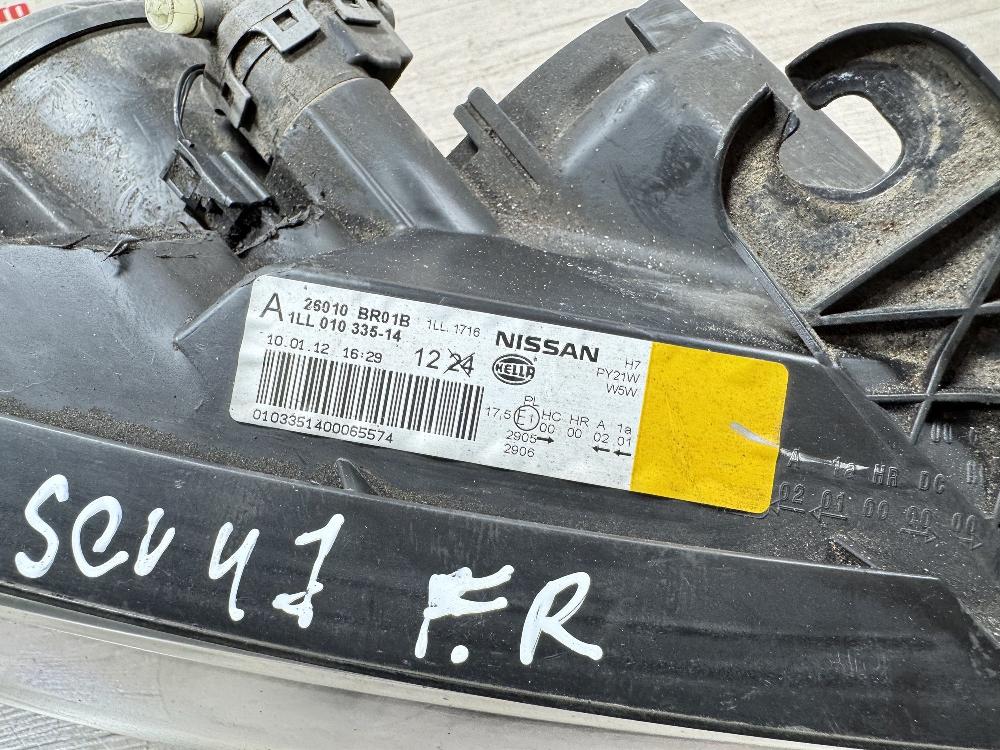 A 26010 BR01B
1LL 010 335-14
1LL. 1716
NISSAN
HELLA
10.01.12 16:29
12 24
0103351400065574
H7
PY21W
W5W
PL
17,5 E1 HC HR A 1a
00 00 02 01
2905→ ←←
2906
A 1a HR DC
02 01 00 00 00
SCV 41 F.R